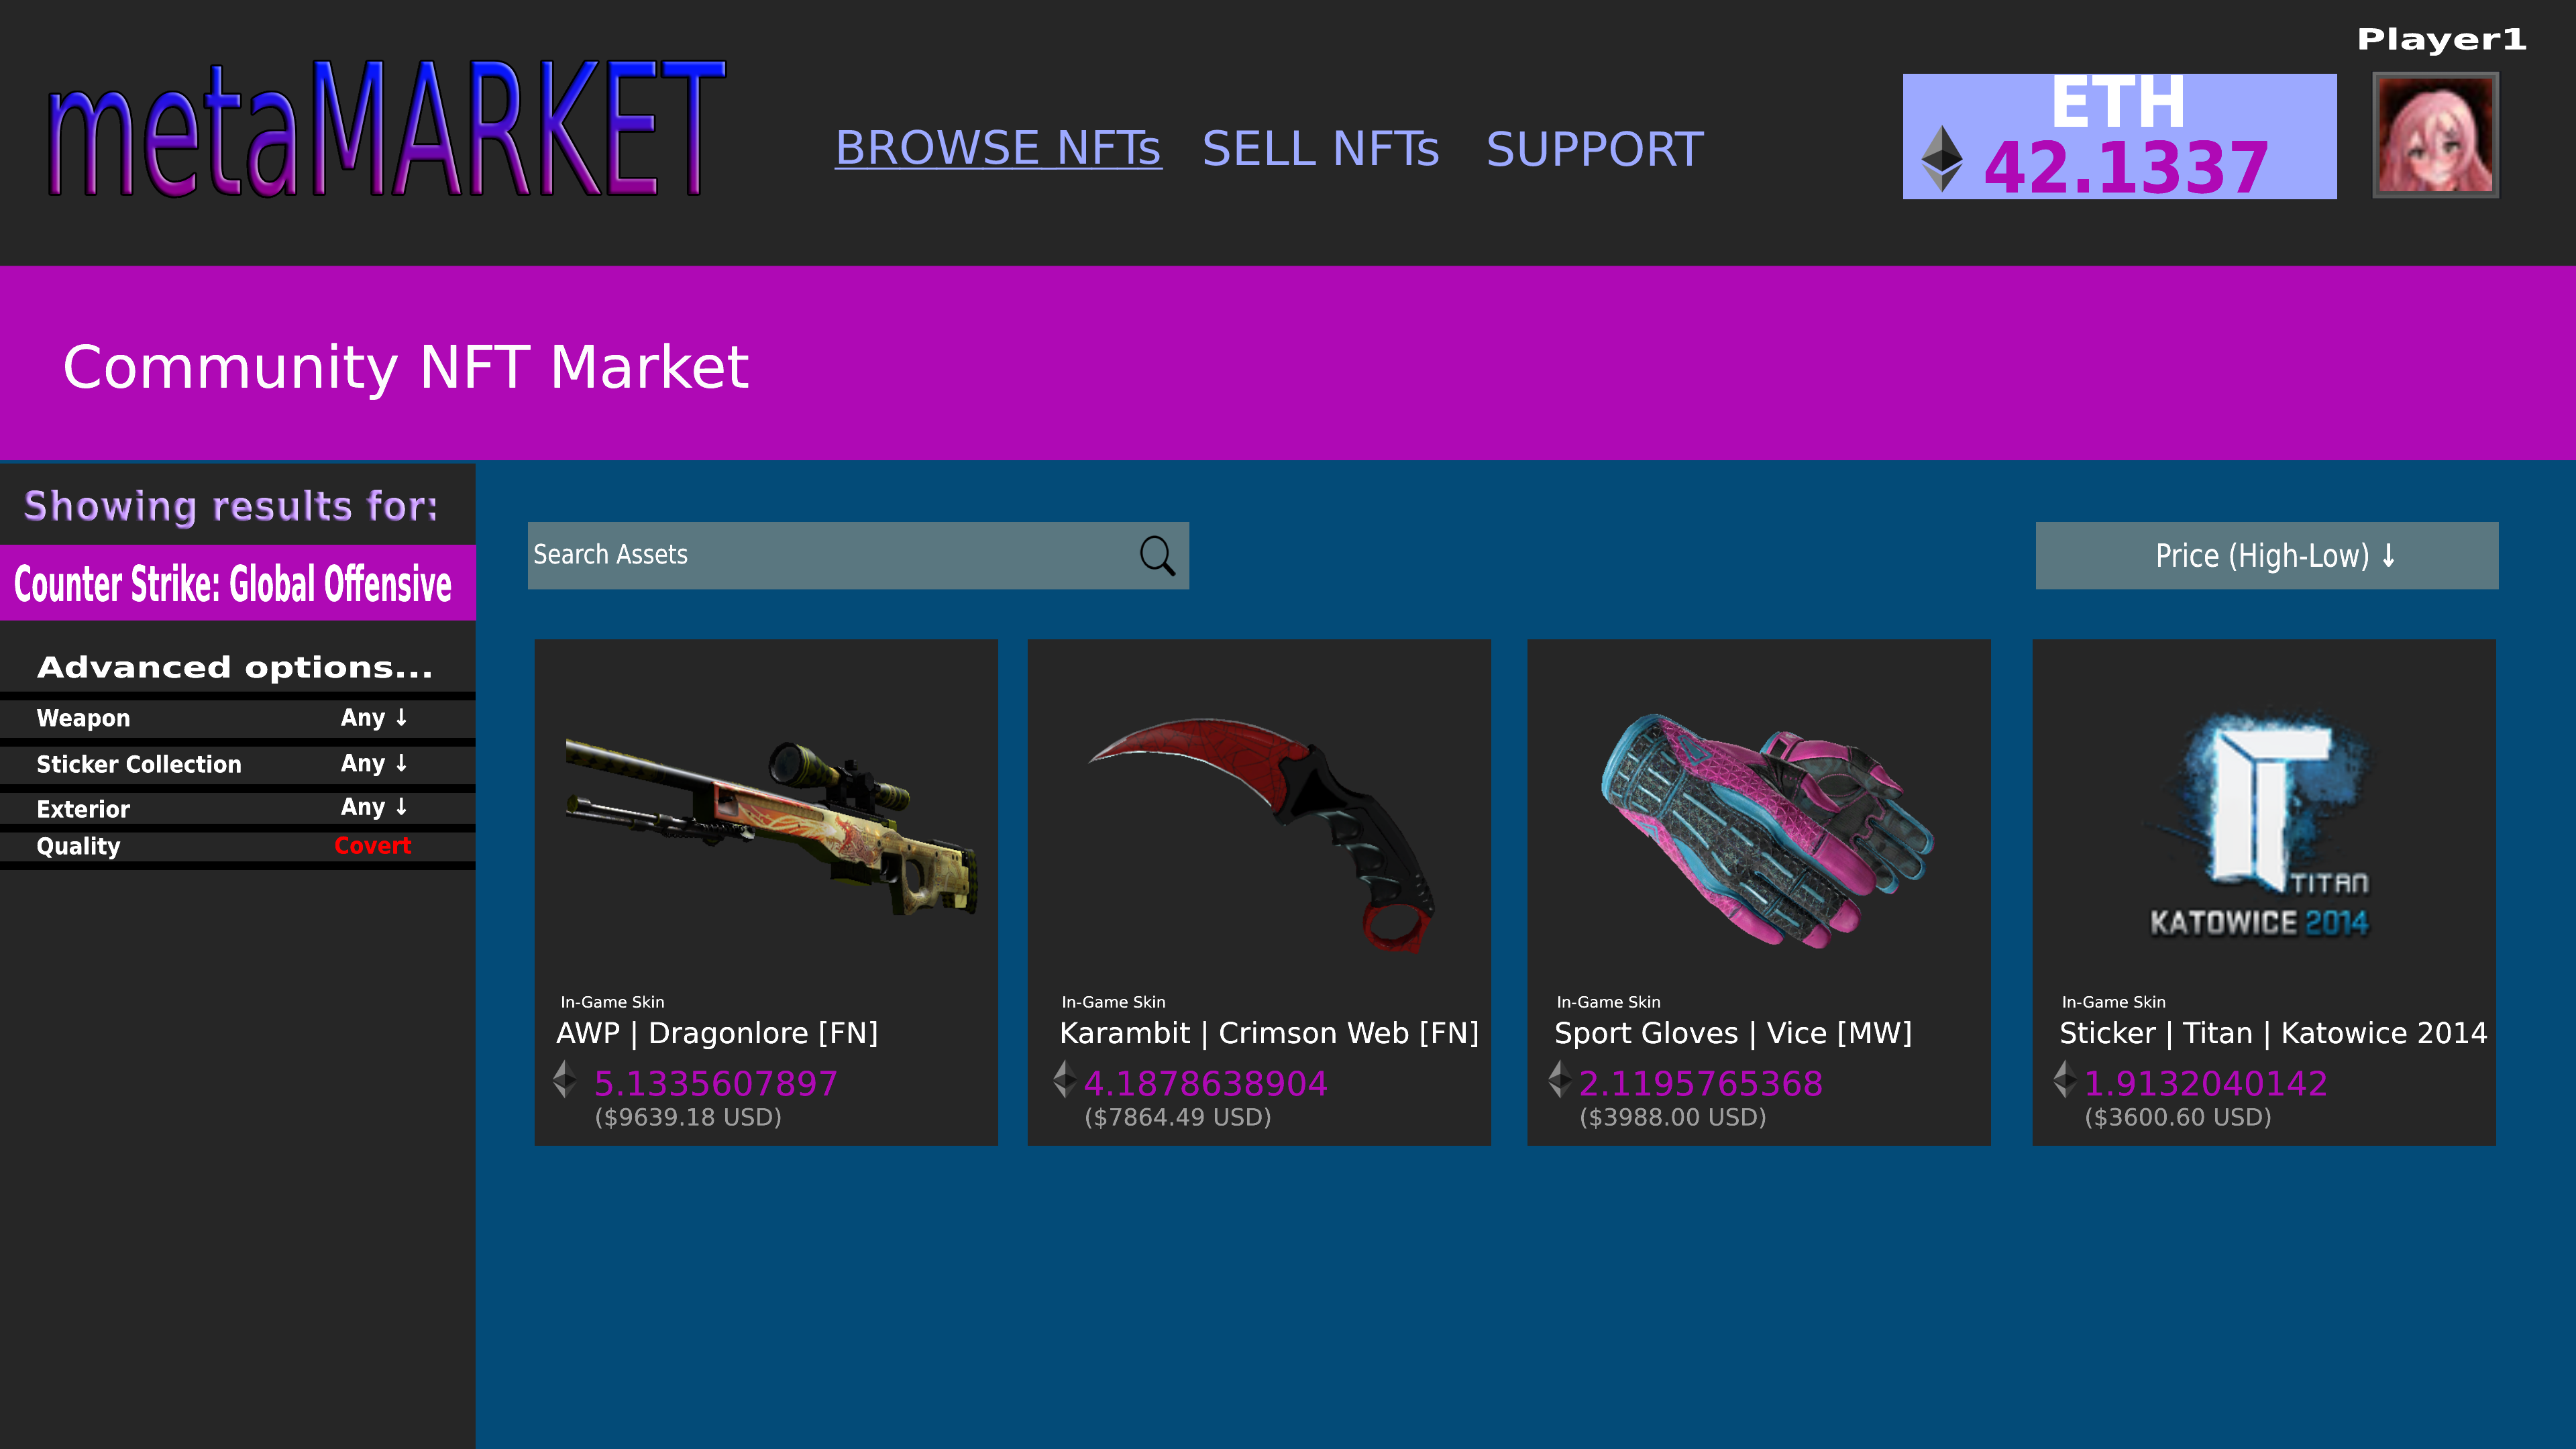 Player1
metaMARKET
BROWSE NFTs SELL NFTs SUPPORT
ETH
42.1337
Community NFT Market
Showing results for:
Counter Strike: Global Offensive
Advanced options...
Weapon Any ↓
Sticker Collection Any ↓
Exterior Any ↓
Quality Covert
Search Assets
Price (High-Low) ↓
In-Game Skin
AWP | Dragonlore [FN]
5.1335607897
($9639.18 USD)
In-Game Skin
Karambit | Crimson Web [FN]
4.1878638904
($7864.49 USD)
In-Game Skin
Sport Gloves | Vice [MW]
2.1195765368
($3988.00 USD)
TITAN
KATOWICE 2014
In-Game Skin
Sticker | Titan | Katowice 2014
1.9132040142
($3600.60 USD)